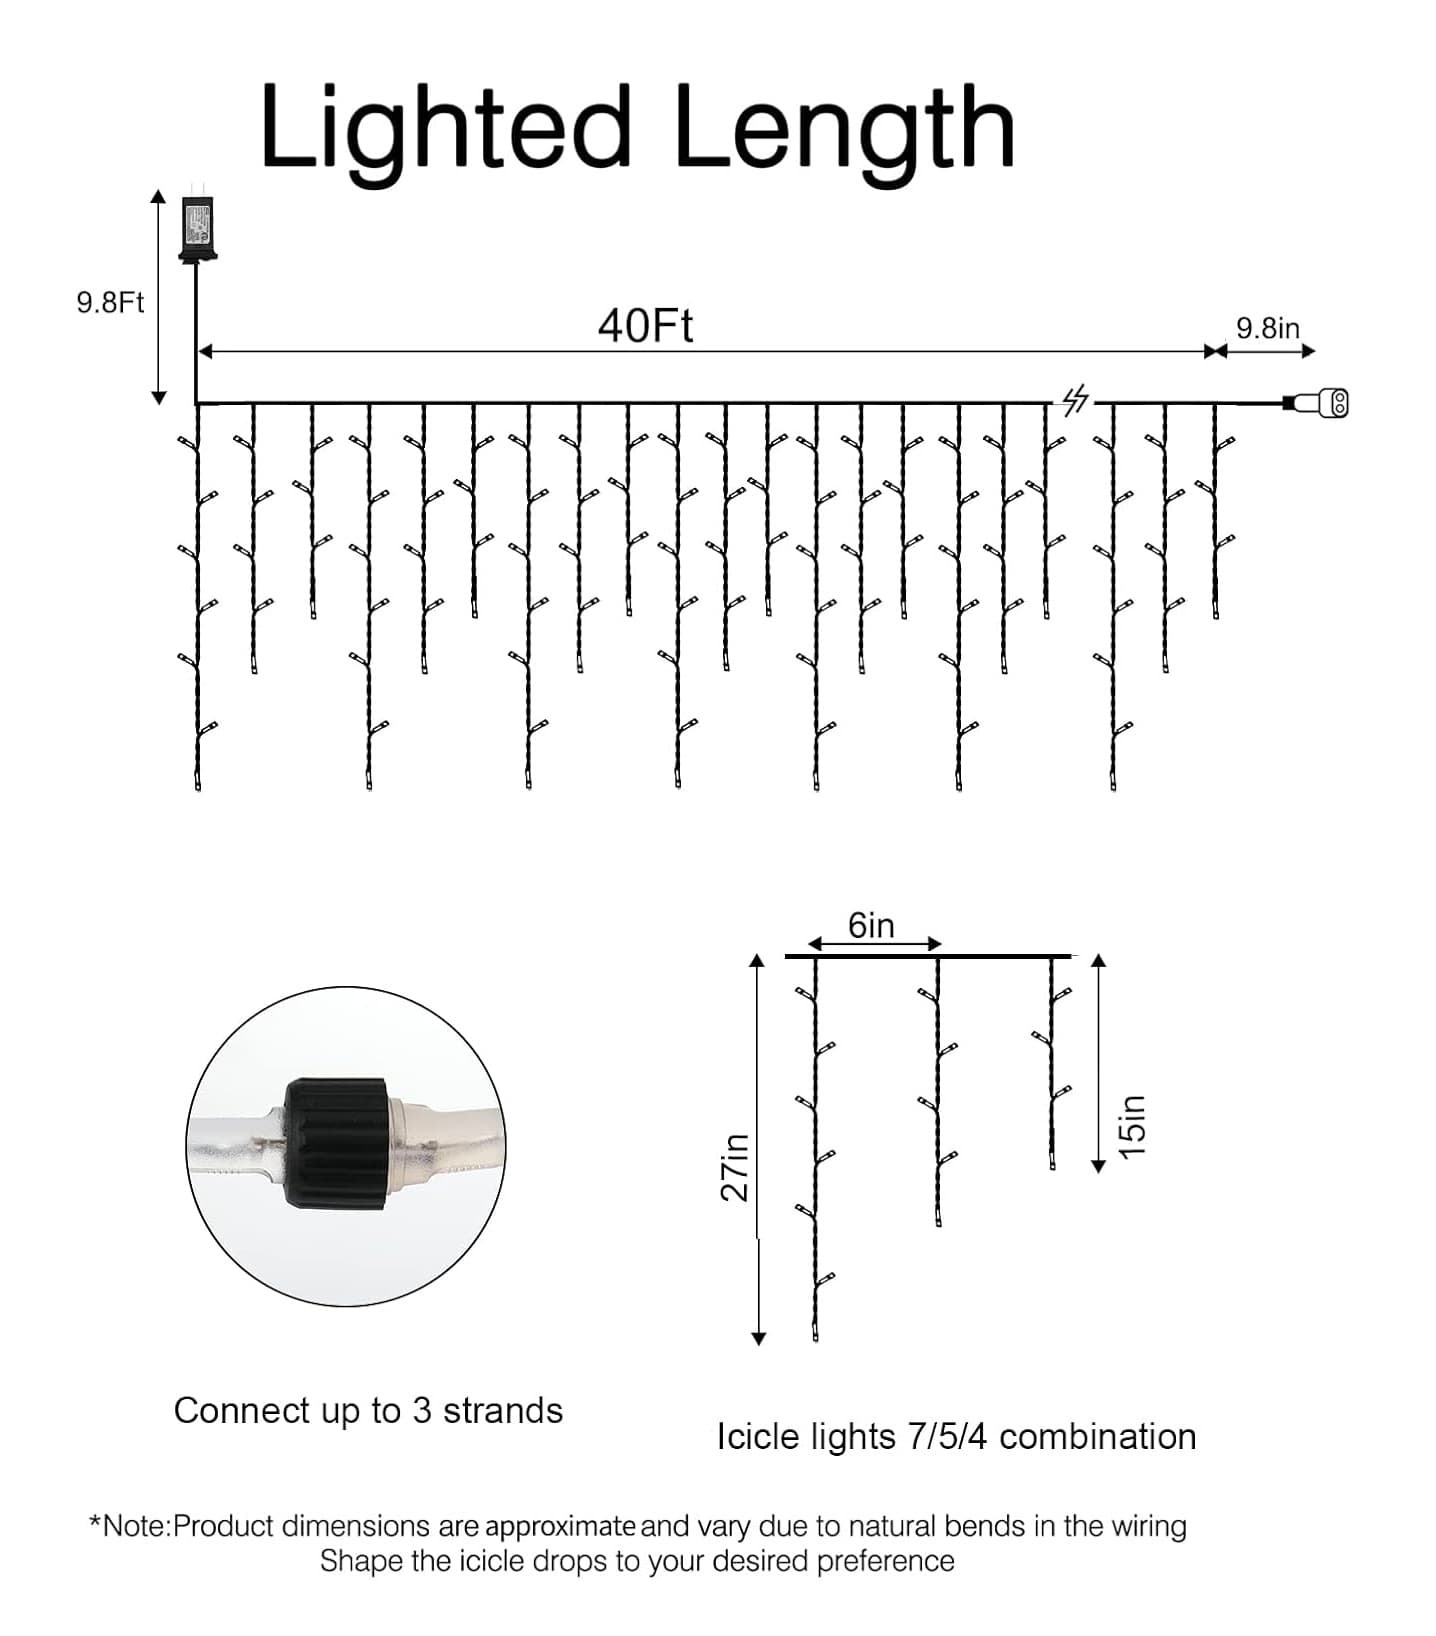 Lighted Length
9.8Ft
40Ft
9.8in
6in
27in
15in
Connect up to 3 strands
Icicle lights 7/5/4 combination
*Note:Product dimensions are approximate and vary due to natural bends in the wiring
Shape the icicle drops to your desired preference